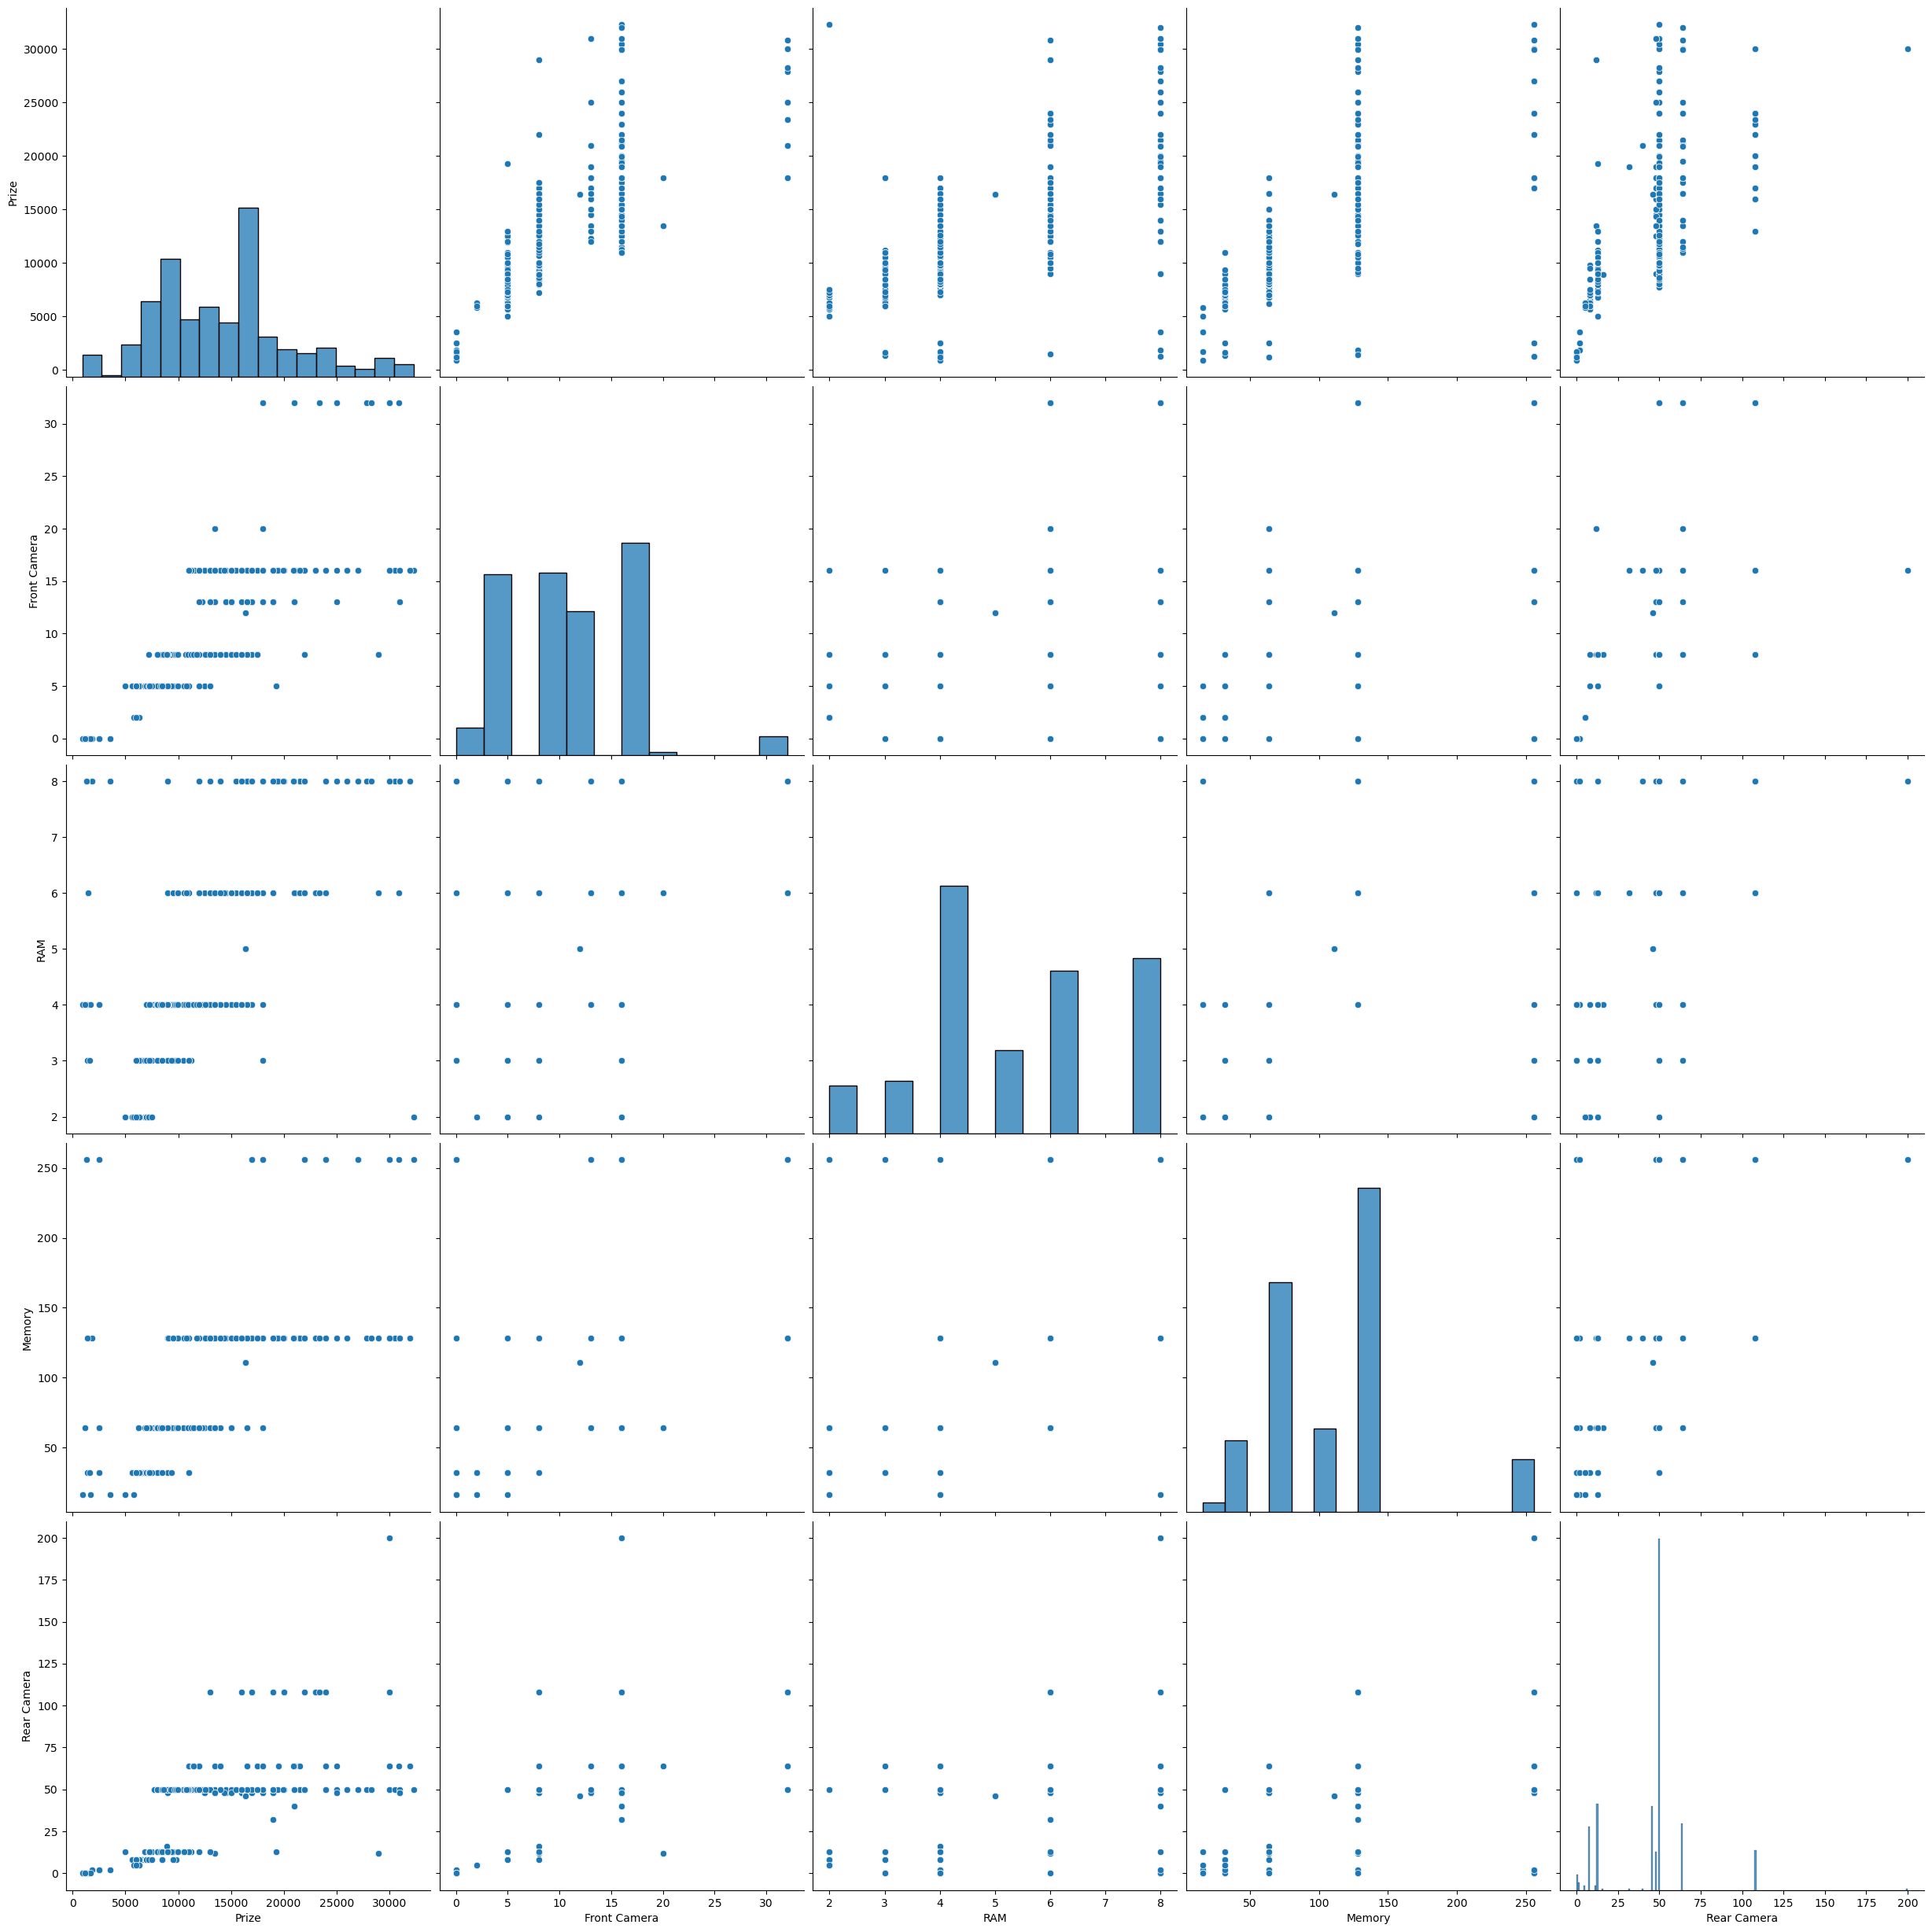 30000
25000
20000
15000
10000
5000
0
Prize
30
25
20
15
10
5
0
Front Camera
8
7
6
5
4
3
2
RAM
250
200
150
100
50
Memory
200
175
150
125
100
75
50
25
0
Rear Camera
0 5000 10000 15000 20000 25000 30000
0 5 10 15 20 25 30
2 3 4 5 6 7 8
50 100 150 200 250
0 25 50 75 100 125 150 175 200
Prize
Front Camera
RAM
Memory
Rear Camera